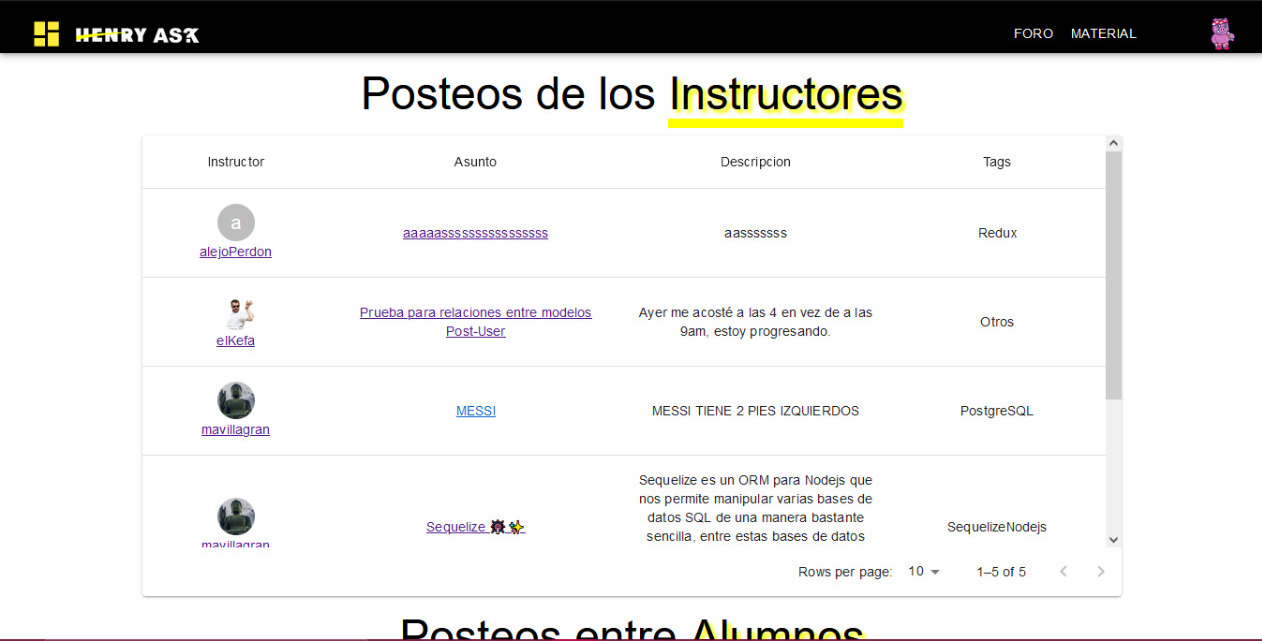 HENRY ASK
FORO MATERIAL
Posteos de los Instructores
Instructor Asunto Descripcion Tags
a
alejoPerdon
aaaaassssssssssssssssss
aasssssss
Redux
elKefa
Prueba para relaciones entre modelos
Post-User
Ayer me acosté a las 4 en vez de a las
9am, estoy progresando.
Otros
mavillagran
MESSI
MESSI TIENE 2 PIES IZQUIERDOS
PostgreSQL
mavillagran
Sequelize
Sequelize es un ORM para Nodejs que
nos permite manipular varias bases de
datos SQL de una manera bastante
sencilla, entre estas bases de datos
SequelizeNodejs
Rows per page: 10 1–5 of 5
Posteos entre Alumnos